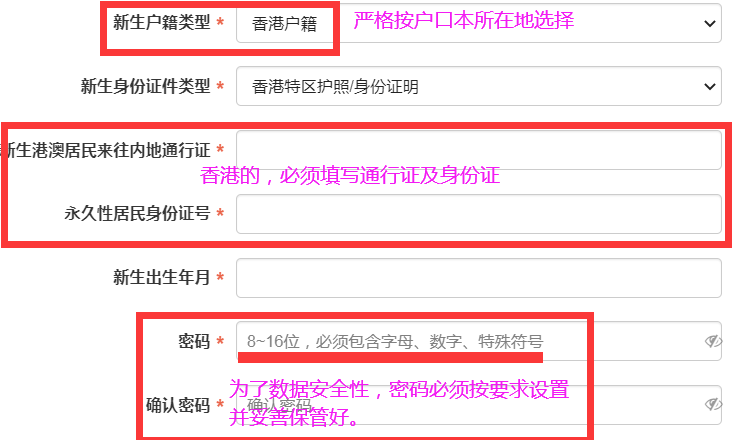 新生户籍类型 * 香港户籍 严格按户口本所在地选择
新生身份证件类型 * 香港特区护照/身份证明
新生港澳居民来往内地通行证 *
香港的，必须填写通行证及身份证
永久性居民身份证号 *
新生出生年月 *
密码 * 8~16位，必须包含字母、数字、特殊符号
为了数据安全性，密码必须按要求设置
确认密码 * 确认密码
并妥善保管好。